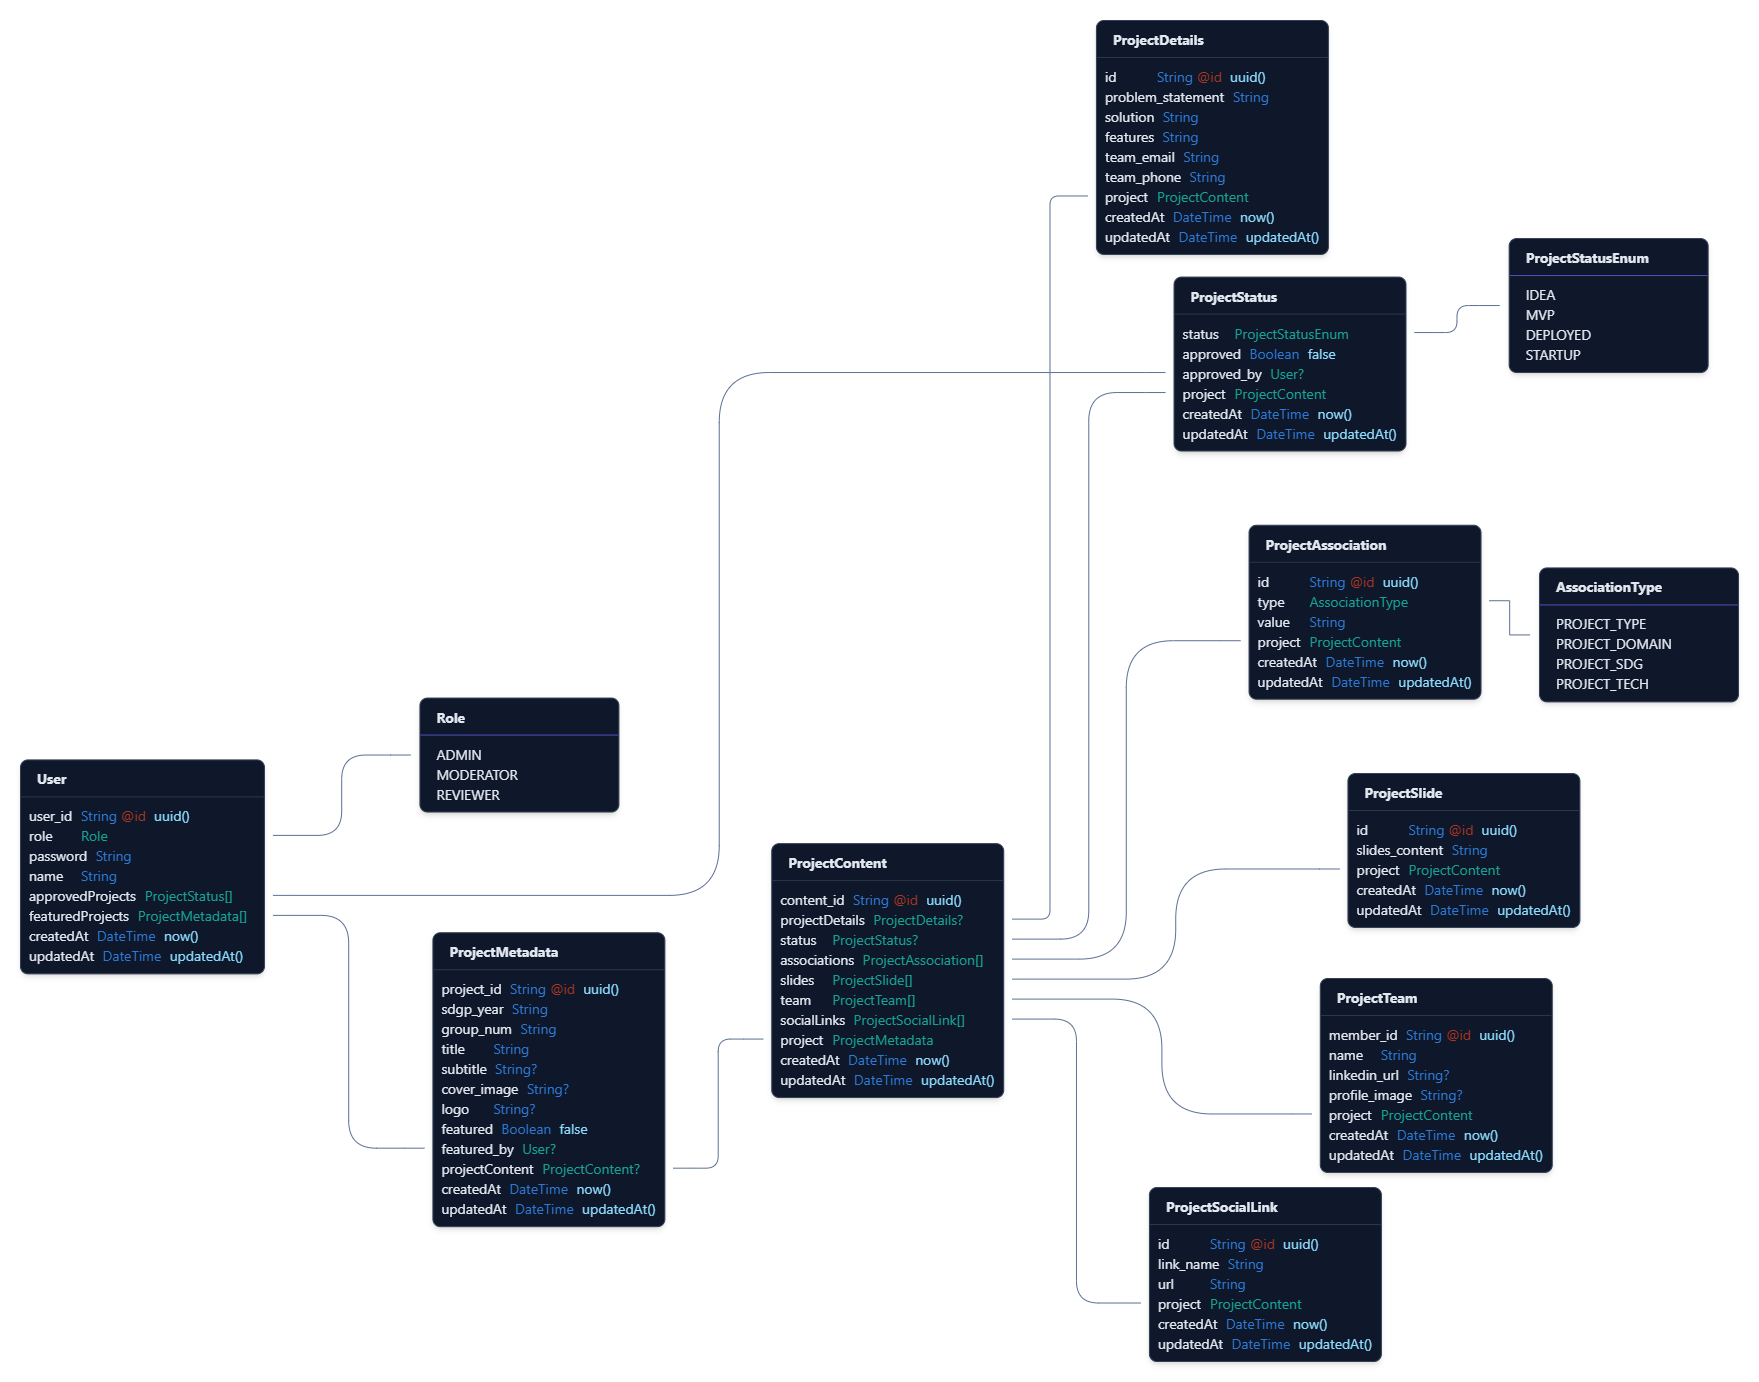 ProjectDetails
id String @id uuid()
problem_statement String
solution String
features String
team_email String
team_phone String
project ProjectContent
createdAt DateTime now()
updatedAt DateTime updatedAt()
ProjectStatusEnum
IDEA
MVP
DEPLOYED
STARTUP
ProjectStatus
status ProjectStatusEnum
approved Boolean false
approved_by User?
project ProjectContent
createdAt DateTime now()
updatedAt DateTime updatedAt()
ProjectAssociation
id String @id uuid()
type AssociationType
value String
project ProjectContent
createdAt DateTime now()
updatedAt DateTime updatedAt()
AssociationType
PROJECT_TYPE
PROJECT_DOMAIN
PROJECT_SDG
PROJECT_TECH
Role
ADMIN
MODERATOR
REVIEWER
User
user_id String @id uuid()
role Role
password String
name String
approvedProjects ProjectStatus[]
featuredProjects ProjectMetadata[]
createdAt DateTime now()
updatedAt DateTime updatedAt()
ProjectMetadata
project_id String @id uuid()
sdgp_year String
group_num String
title String
subtitle String?
cover_image String?
logo String?
featured Boolean false
featured_by User?
projectContent ProjectContent?
createdAt DateTime now()
updatedAt DateTime updatedAt()
ProjectContent
content_id String @id uuid()
projectDetails ProjectDetails?
status ProjectStatus?
associations ProjectAssociation[]
slides ProjectSlide[]
team ProjectTeam[]
socialLinks ProjectSocialLink[]
project ProjectMetadata
createdAt DateTime now()
updatedAt DateTime updatedAt()
ProjectSlide
id String @id uuid()
slides_content String
project ProjectContent
createdAt DateTime now()
updatedAt DateTime updatedAt()
ProjectTeam
member_id String @id uuid()
name String
linkedin_url String?
profile_image String?
project ProjectContent
createdAt DateTime now()
updatedAt DateTime updatedAt()
ProjectSocialLink
id String @id uuid()
link_name String
url String
project ProjectContent
createdAt DateTime now()
updatedAt DateTime updatedAt()